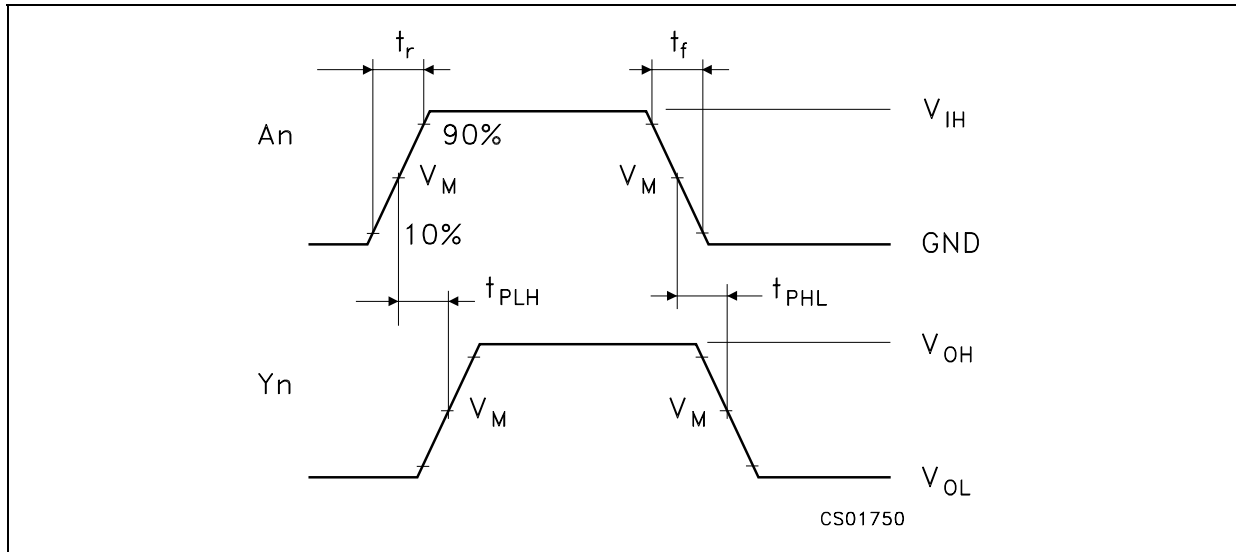 tr tf
VIH
An 90%
VM VM
10% GND
tPLH tPHL
VOH
Yn
VM VM
VOL
CS01750